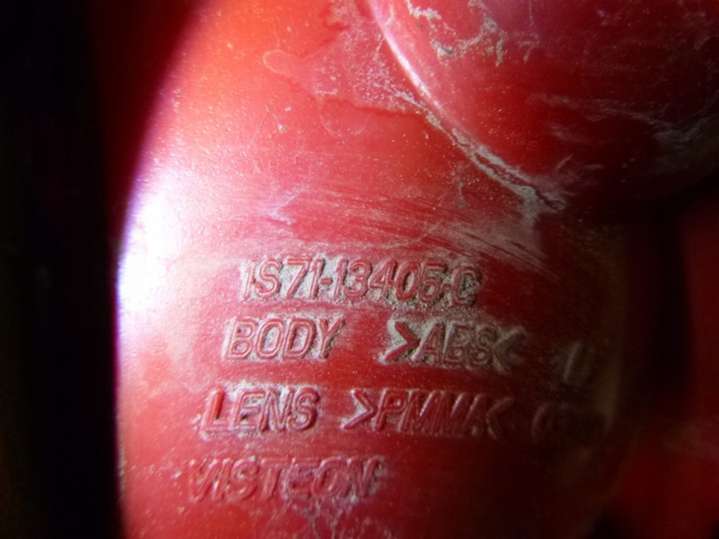 1S71-13405-C
BODY >ABS<
LENS >PMMA<
VISTEON